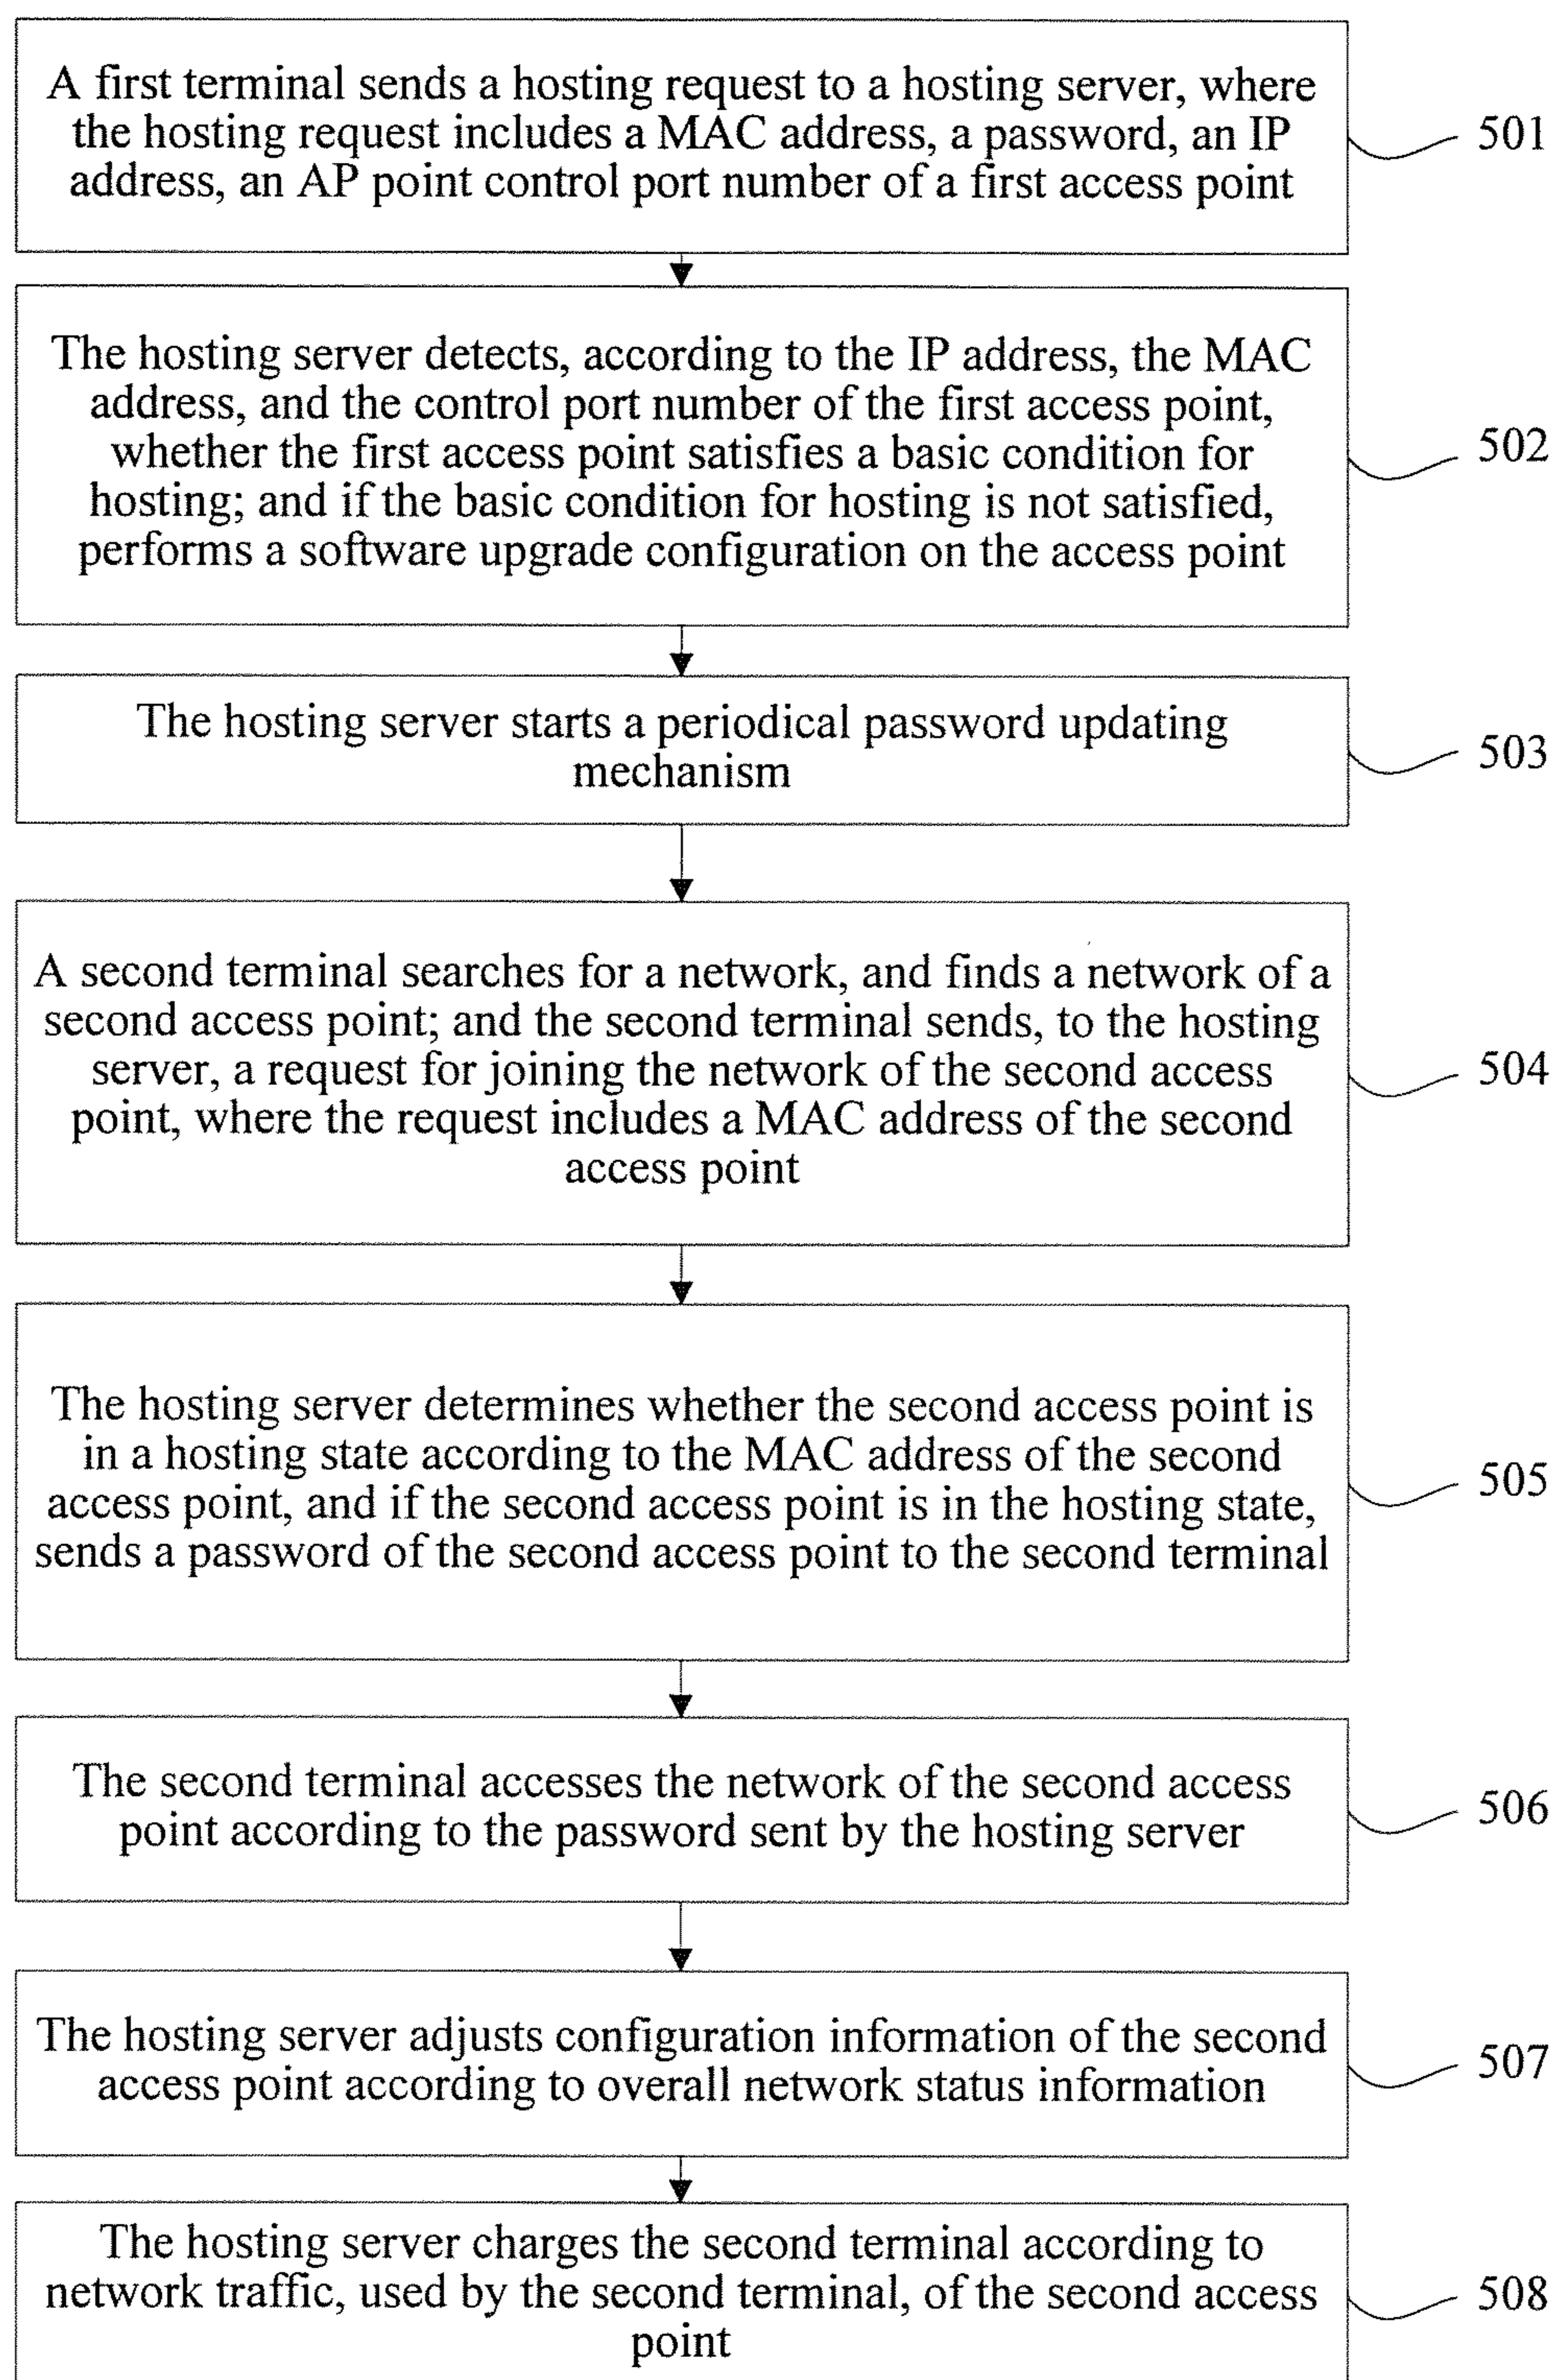 A first terminal sends a hosting request to a hosting server, where
the hosting request includes a MAC address, a password, an IP
address, an AP point control port number of a first access point
501
The hosting server detects, according to the IP address, the MAC
address, and the control port number of the first access point,
whether the first access point satisfies a basic condition for
hosting; and if the basic condition for hosting is not satisfied,
performs a software upgrade configuration on the access point
502
The hosting server starts a periodical password updating
mechanism
503
A second terminal searches for a network, and finds a network of a
second access point; and the second terminal sends, to the hosting
server, a request for joining the network of the second access
point, where the request includes a MAC address of the second
access point
504
The hosting server determines whether the second access point is
in a hosting state according to the MAC address of the second
access point, and if the second access point is in the hosting state,
sends a password of the second access point to the second terminal
505
The second terminal accesses the network of the second access
point according to the password sent by the hosting server
506
The hosting server adjusts configuration information of the second
access point according to overall network status information
507
The hosting server charges the second terminal according to
network traffic, used by the second terminal, of the second access
point
508